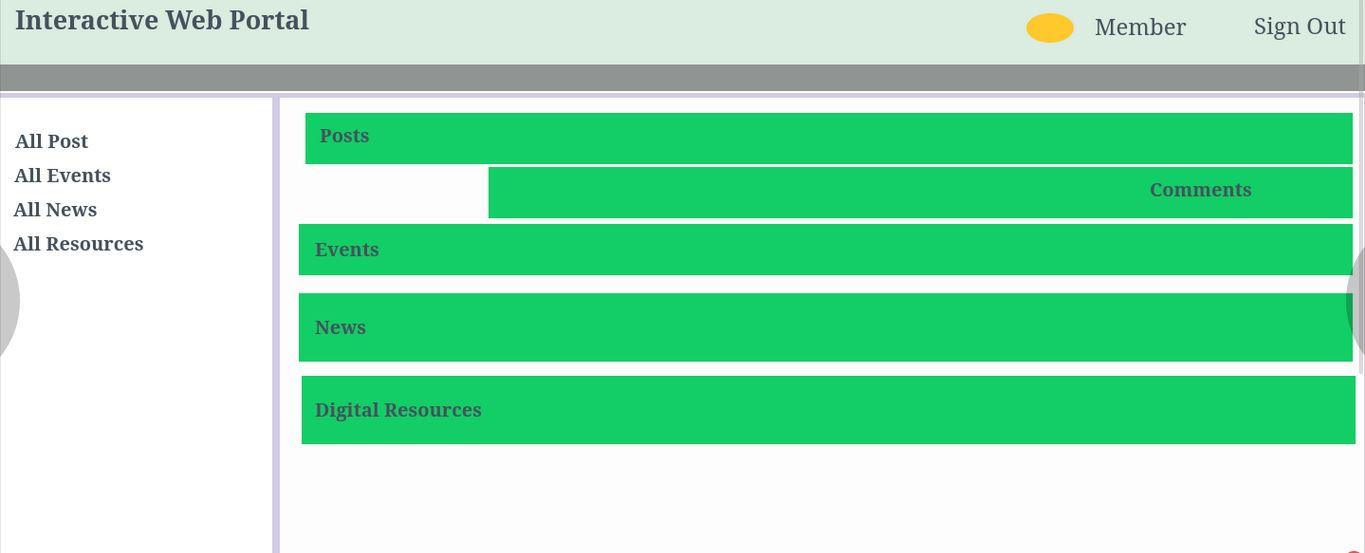 Interactive Web Portal
Member
Sign Out
All Post
All Events
All News
All Resources
Posts
Comments
Events
News
Digital Resources